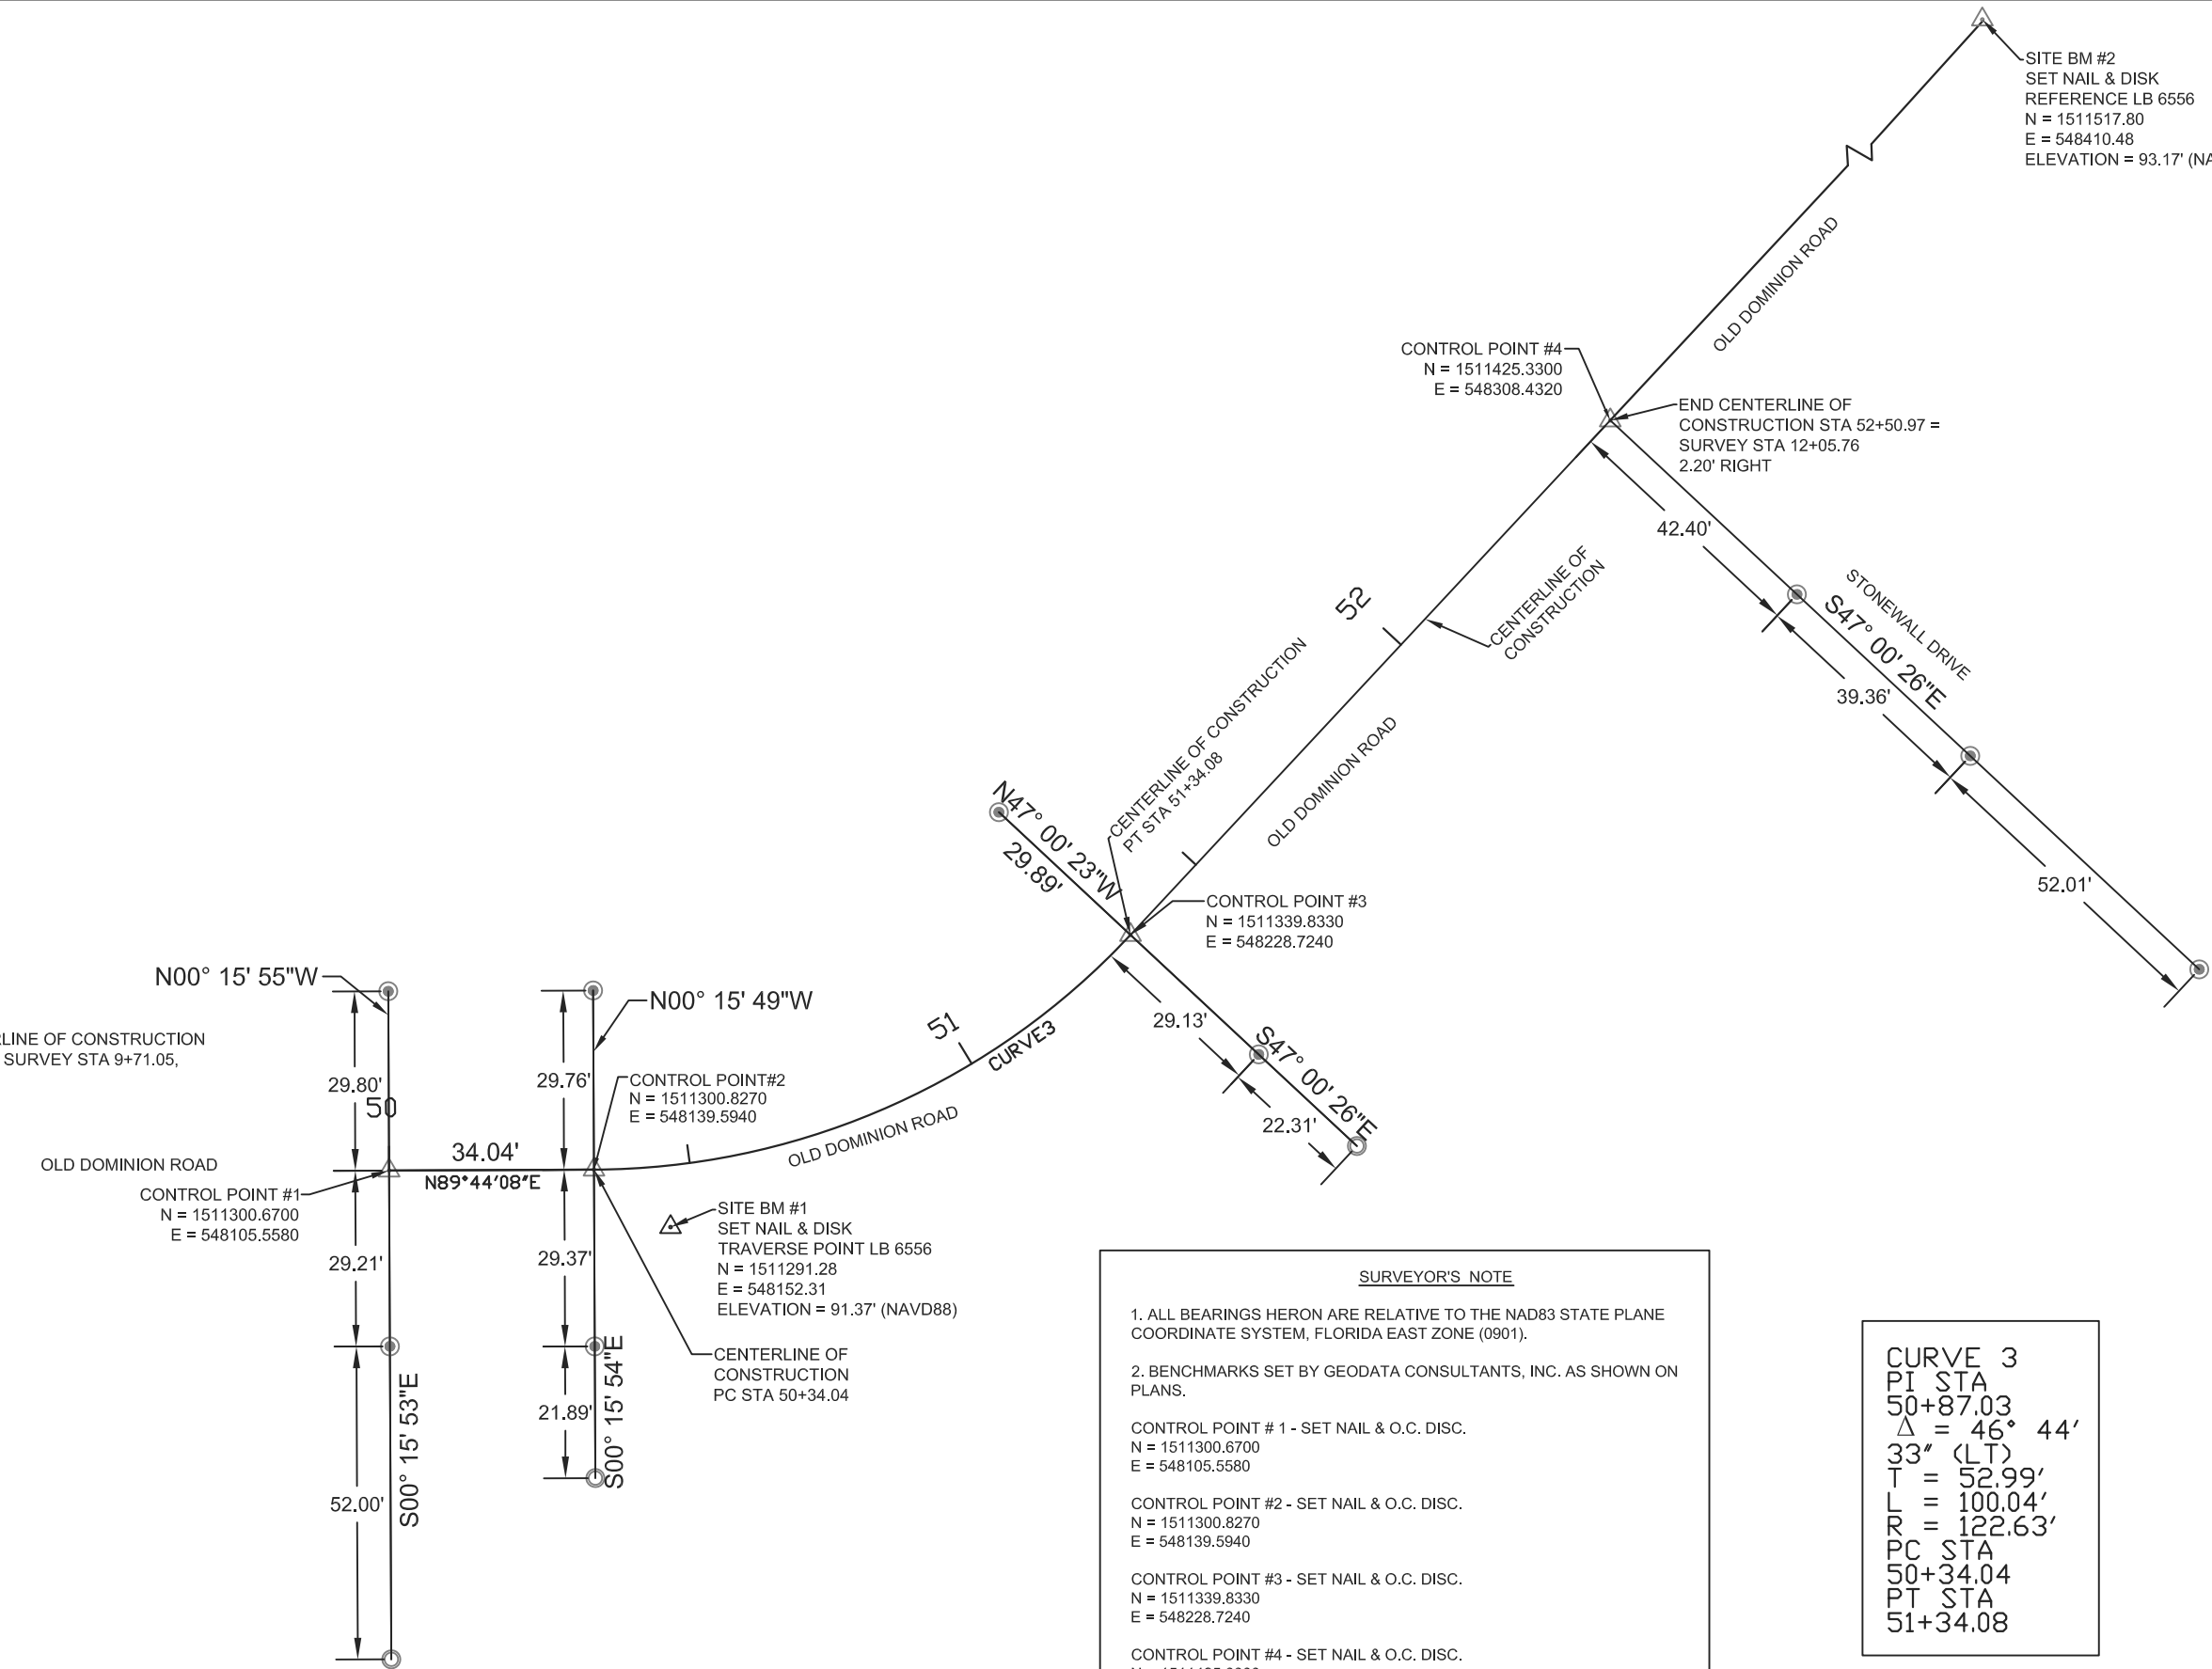 SITE BM #2
SET NAIL & DISK
REFERENCE LB 6556
N = 1511517.80
E = 548410.48
ELEVATION = 93.17' (NA
OLD DOMINION ROAD
CONTROL POINT #4
N = 1511425.3300
E = 548308.4320
END CENTERLINE OF
CONSTRUCTION STA 52+50.97 =
SURVEY STA 12+05.76
2.20' RIGHT
42.40'
STONEWALL DRIVE
S47° 00' 26"E
39.36'
52.01'
CENTERLINE OF
CONSTRUCTION
52
CENTERLINE OF CONSTRUCTION
PT STA 51+34.08
OLD DOMINION ROAD
N47° 00' 23"W
29.89'
CONTROL POINT #3
N = 1511339.8330
E = 548228.7240
29.13'
S47° 00' 26"E
22.31'
N00° 15' 55"W
N00° 15' 49"W
51
CURVE3
RLINE OF CONSTRUCTION
SURVEY STA 9+71.05,
29.80'
50
29.76'
CONTROL POINT#2
N = 1511300.8270
E = 548139.5940
OLD DOMINION ROAD
OLD DOMINION ROAD
34.04'
N89°44'08"E
CONTROL POINT #1
N = 1511300.6700
E = 548105.5580
29.21'
29.37'
SITE BM #1
SET NAIL & DISK
TRAVERSE POINT LB 6556
N = 1511291.28
E = 548152.31
ELEVATION = 91.37' (NAVD88)
CENTERLINE OF
CONSTRUCTION
PC STA 50+34.04
S00° 15' 53"E
52.00'
21.89'
S00° 15' 54"E
SURVEYOR'S NOTE
1. ALL BEARINGS HERON ARE RELATIVE TO THE NAD83 STATE PLANE
COORDINATE SYSTEM, FLORIDA EAST ZONE (0901).
2. BENCHMARKS SET BY GEODATA CONSULTANTS, INC. AS SHOWN ON
PLANS.
CONTROL POINT # 1 - SET NAIL & O.C. DISC.
N = 1511300.6700
E = 548105.5580
CONTROL POINT #2 - SET NAIL & O.C. DISC.
N = 1511300.8270
E = 548139.5940
CONTROL POINT #3 - SET NAIL & O.C. DISC.
N = 1511339.8330
E = 548228.7240
CONTROL POINT #4 - SET NAIL & O.C. DISC.
CURVE 3
PI STA
50+87.03
Δ = 46° 44'
33" (LT)
T = 52.99'
L = 100.04'
R = 122.63'
PC STA
50+34.04
PT STA
51+34.08